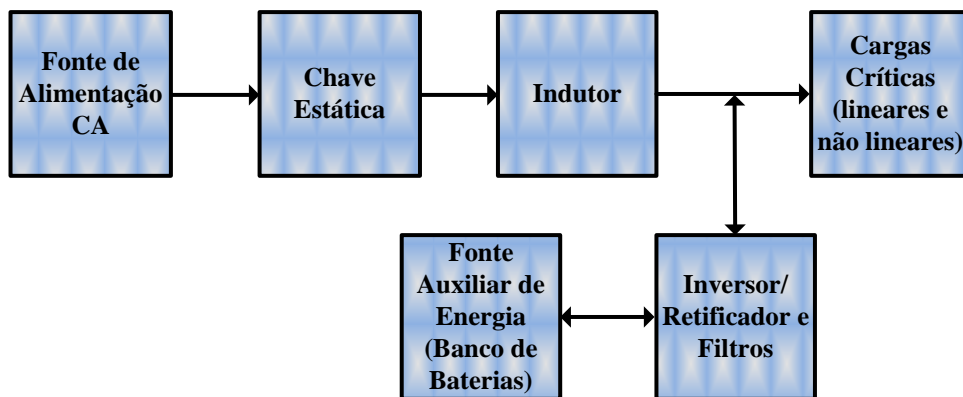 Fonte de
Alimentação
CA
Chave
Estática
Indutor
Cargas
Críticas
(lineares e
não lineares)
Fonte
Auxiliar de
Energia
(Banco de
Baterias)
Inversor/
Retificador e
Filtros